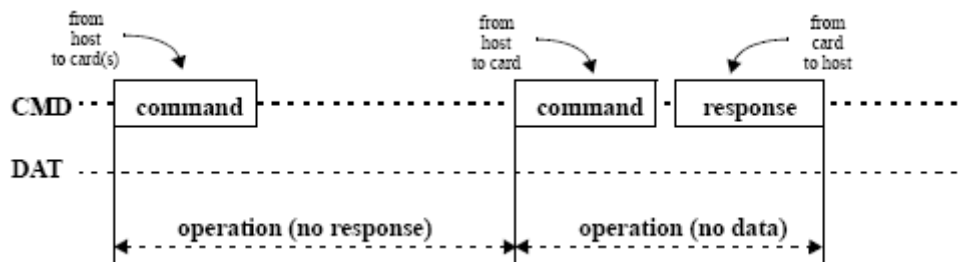 from
host
to card(s)
from
host
to card
from
card
to host
CMD command command response
DAT
operation (no response) operation (no data)